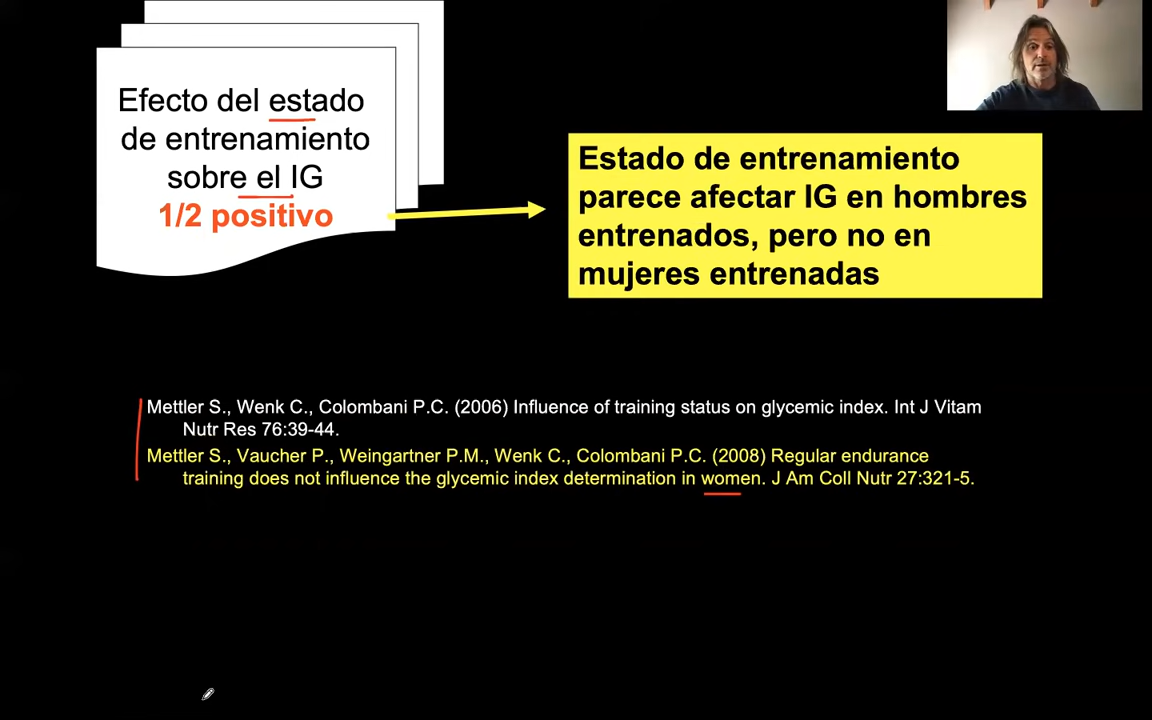 Efecto del estado
de entrenamiento
sobre el IG
1/2 positivo
Estado de entrenamiento
parece afectar IG en hombres
entrenados, pero no en
mujeres entrenadas
Mettler S., Wenk C., Colombani P.C. (2006) Influence of training status on glycemic index. Int J Vitam
Nutr Res 76:39-44.
Mettler S., Vaucher P., Weingartner P.M., Wenk C., Colombani P.C. (2008) Regular endurance
training does not influence the glycemic index determination in women. J Am Coll Nutr 27:321-5.